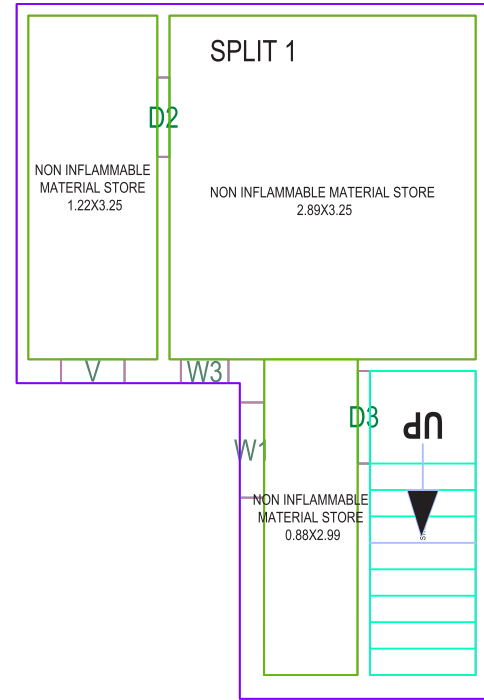 SPLIT 1
D2
NON INFLAMMABLE
MATERIAL STORE
1.22X3.25
NON INFLAMMABLE MATERIAL STORE
2.89X3.25
V
W3
D3
UP
W1
NON INFLAMMABLE
MATERIAL STORE
0.88X2.99